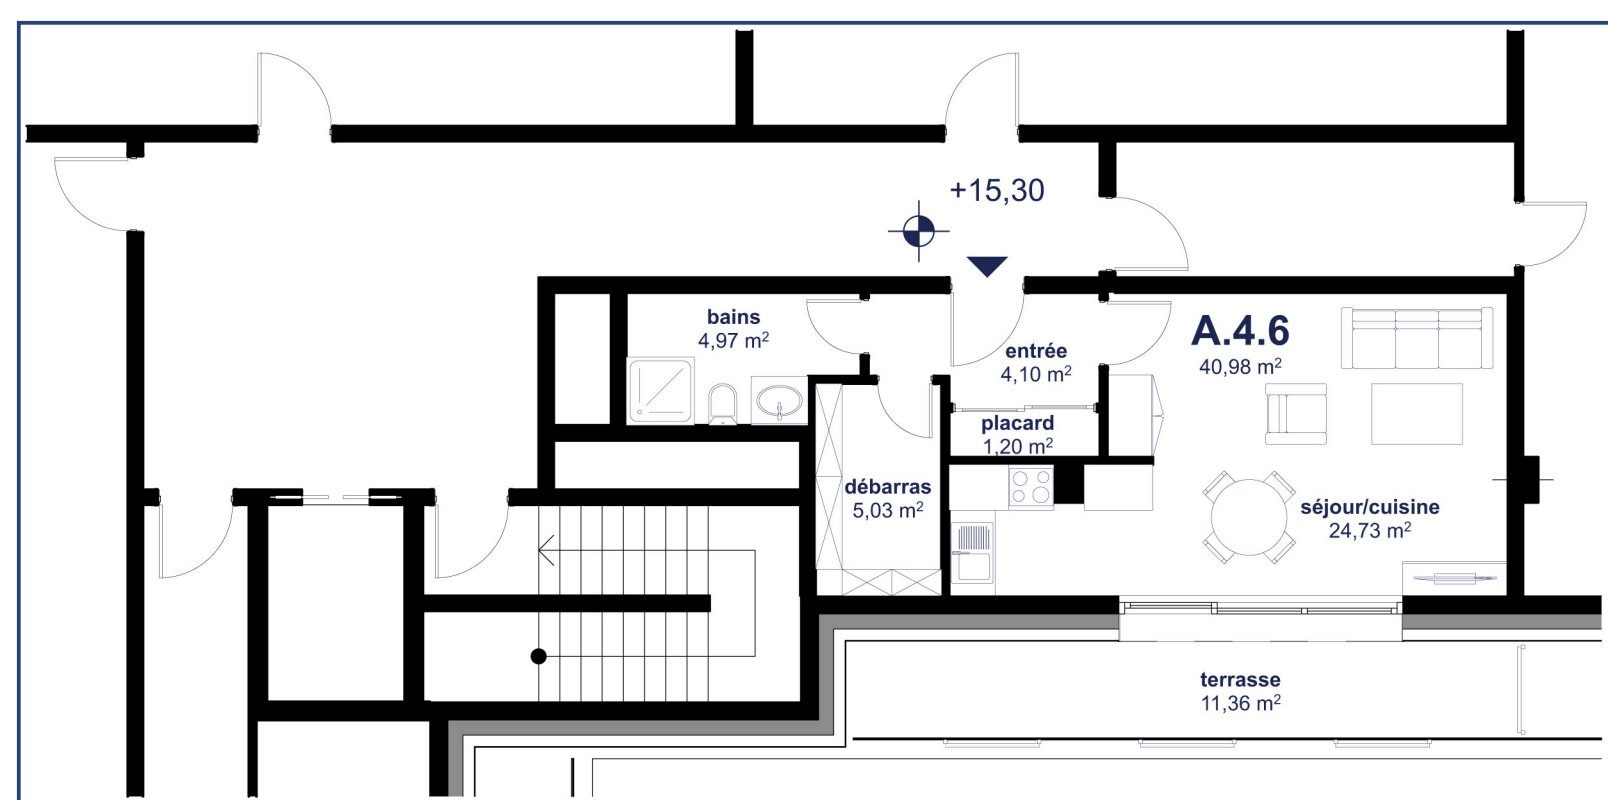 +15,30
bains
4,97 m²
entrée
4,10 m²
A.4.6
40,98 m²
placard
1,20 m²
débarras
5,03 m²
séjour/cuisine
24,73 m²
terrasse
11,36 m²